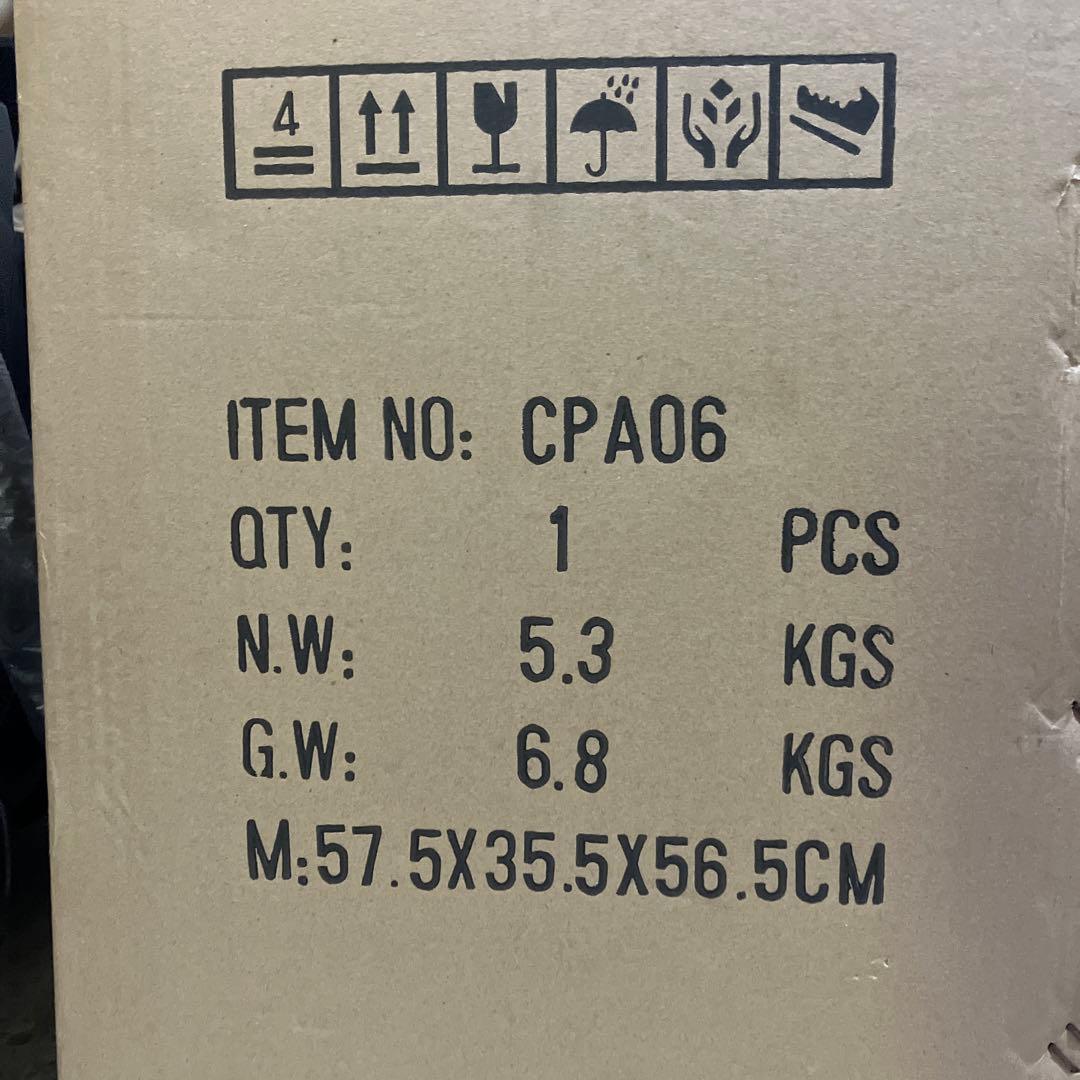 4
ITEM NO: CPA06
QTY: 1 PCS
N.W: 5.3 KGS
G.W: 6.8 KGS
M:57.5X35.5X56.5CM